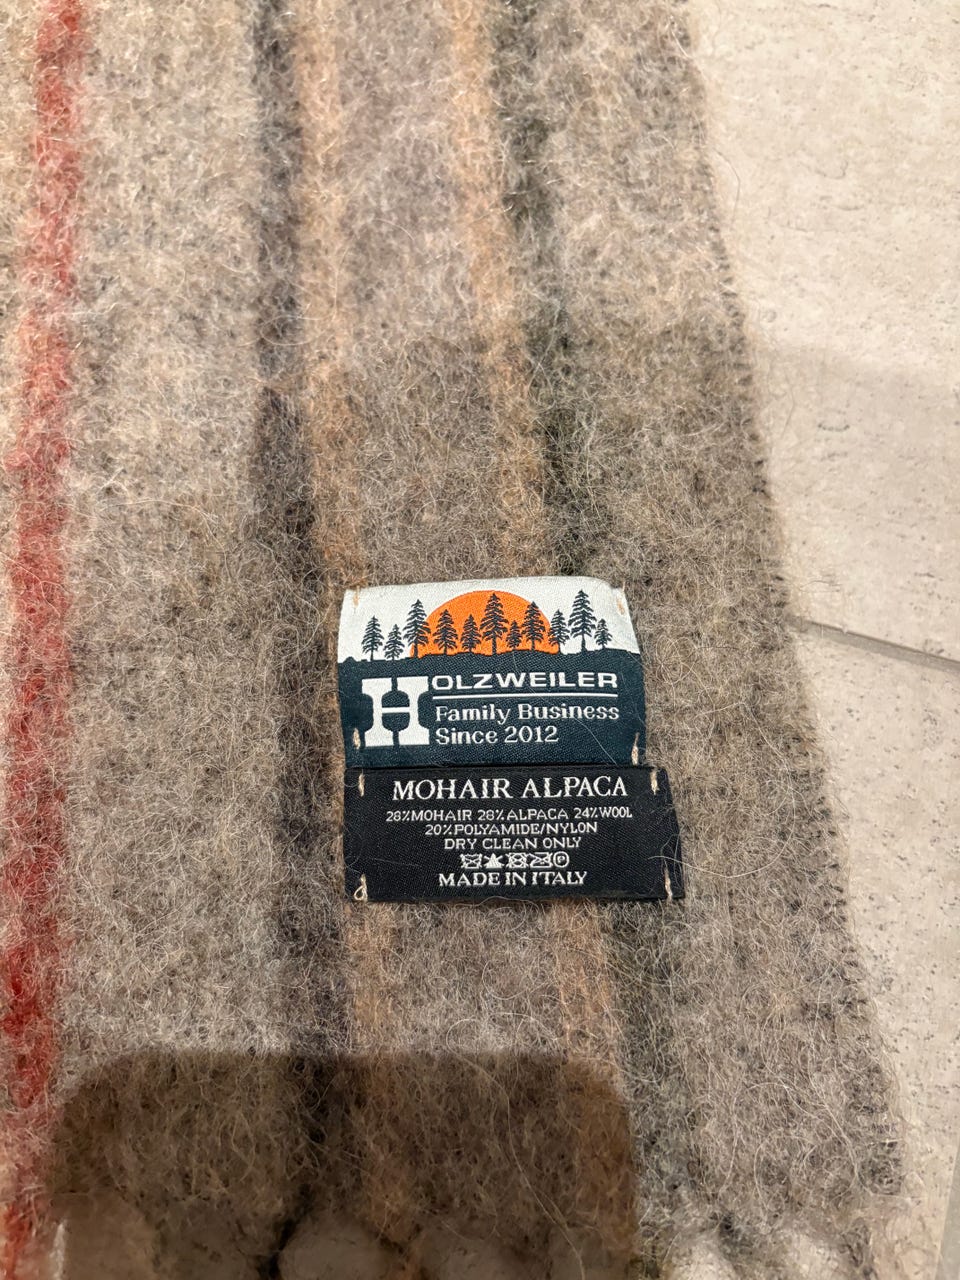 HOLZWEILER
Family Business
Since 2012
MOHAIR ALPACA
28%MOHAIR 28%ALPACA 24%WOOL
20%POLYAMIDE/NYLON
DRY CLEAN ONLY
MADE IN ITALY